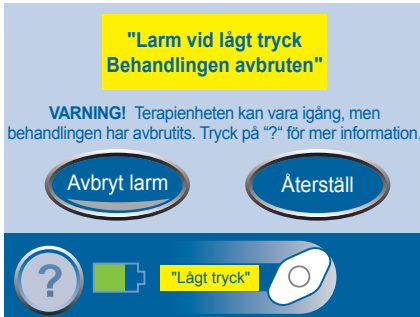 "Larm vid lågt tryck
Behandlingen avbruten"
VARNING! Terapienheten kan vara igång, men
behandlingen har avbrutits. Tryck på “?“ för mer information.
Avbryt larm
Återställ
?
"Lågt tryck"